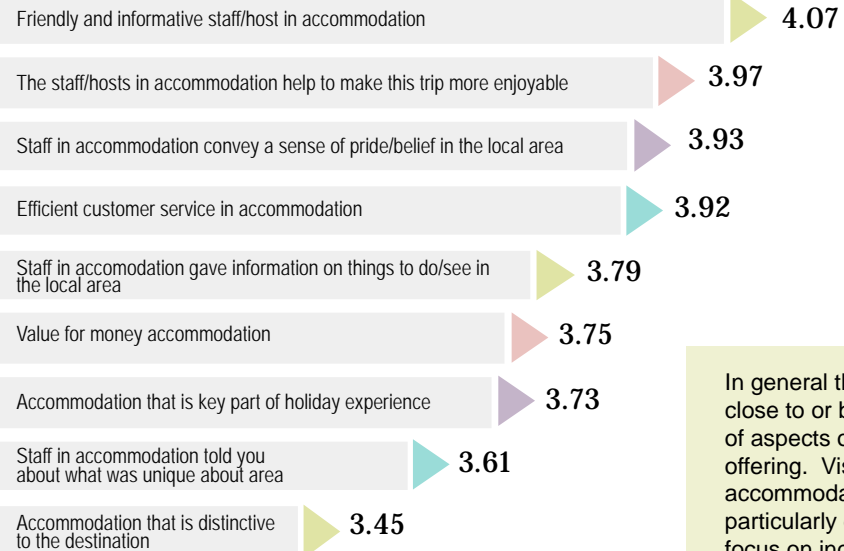 Friendly and informative staff/host in accommodation 4.07
The staff/hosts in accommodation help to make this trip more enjoyable 3.97
Staff in accommodation convey a sense of pride/belief in the local area 3.93
Efficient customer service in accommodation 3.92
Staff in accomodation gave information on things to do/see in
the local area 3.79
Value for money accommodation 3.75
Accommodation that is key part of holiday experience 3.73
Staff in accommodation told you
about what was unique about area 3.61
Accommodation that is distinctive
to the destination 3.45
In general
close to or
of aspects
offering. Vis
accommoda
particularly
focus on